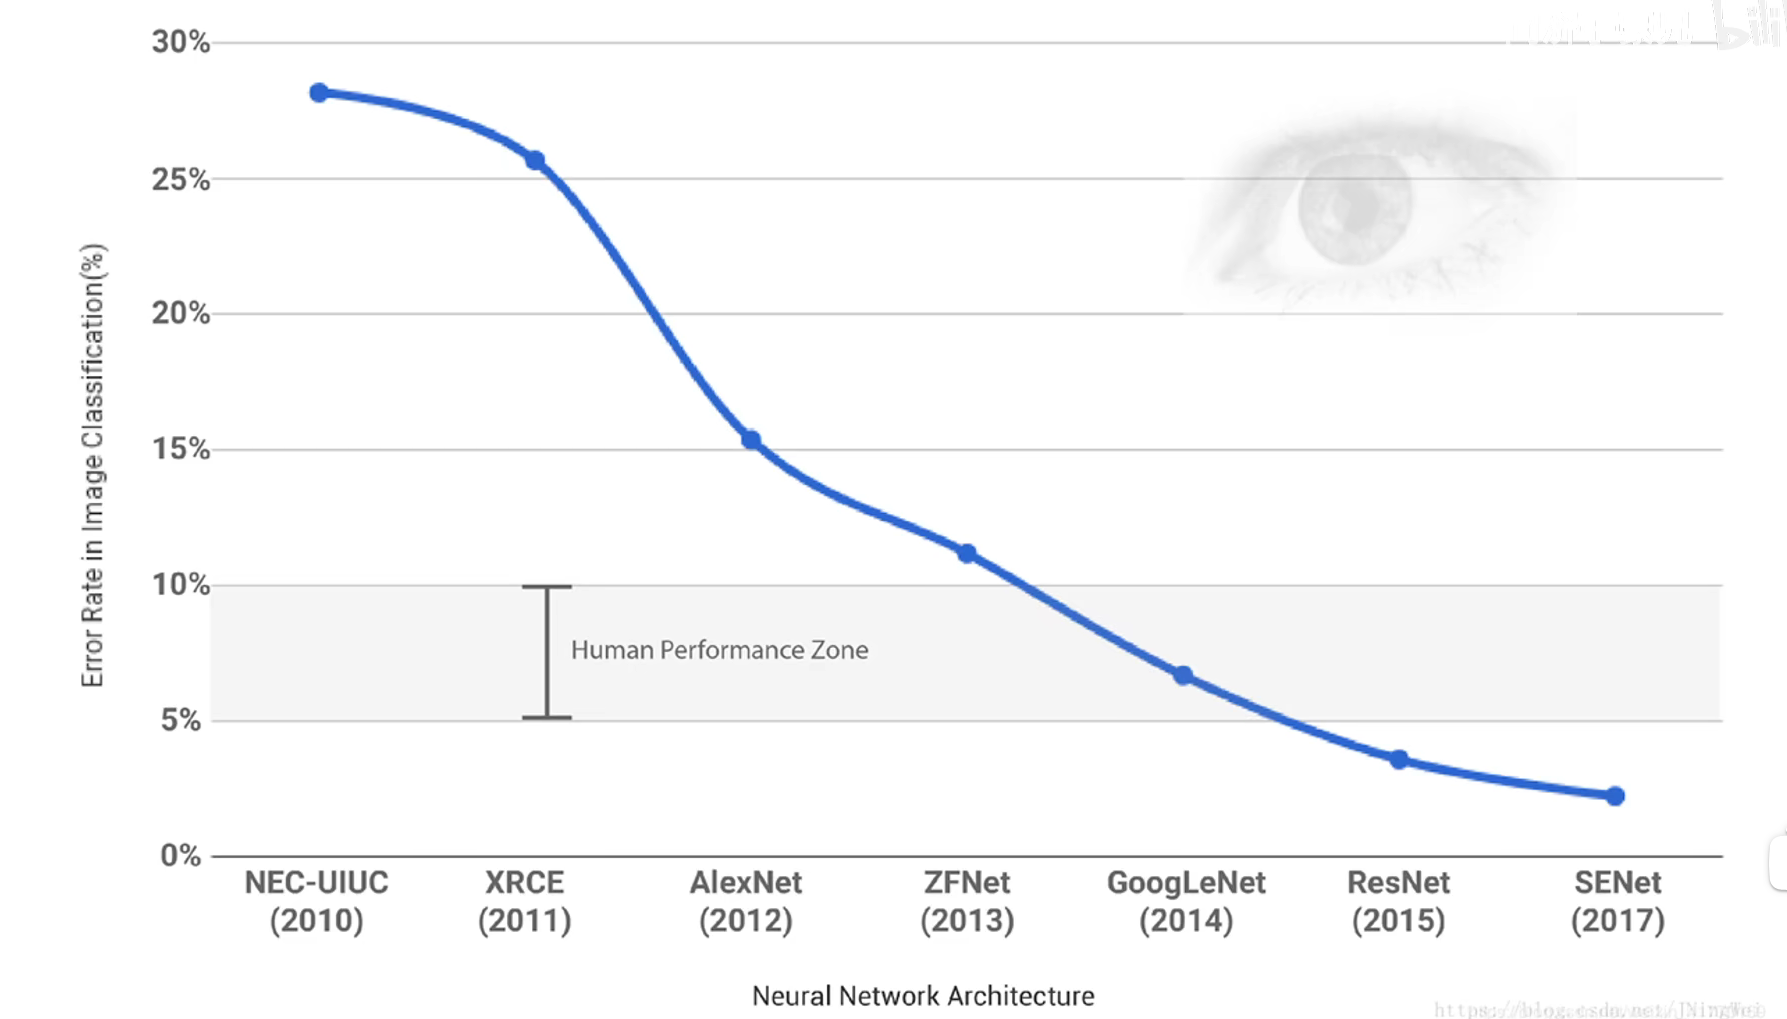 30%
25%
20%
15%
10%
5%
0%
Error Rate in Image Classification(%)
Human Performance Zone
NEC-UIUC XRCE AlexNet ZFNet GoogLeNet ResNet SENet
(2010) (2011) (2012) (2013) (2014) (2015) (2017)
Neural Network Architecture